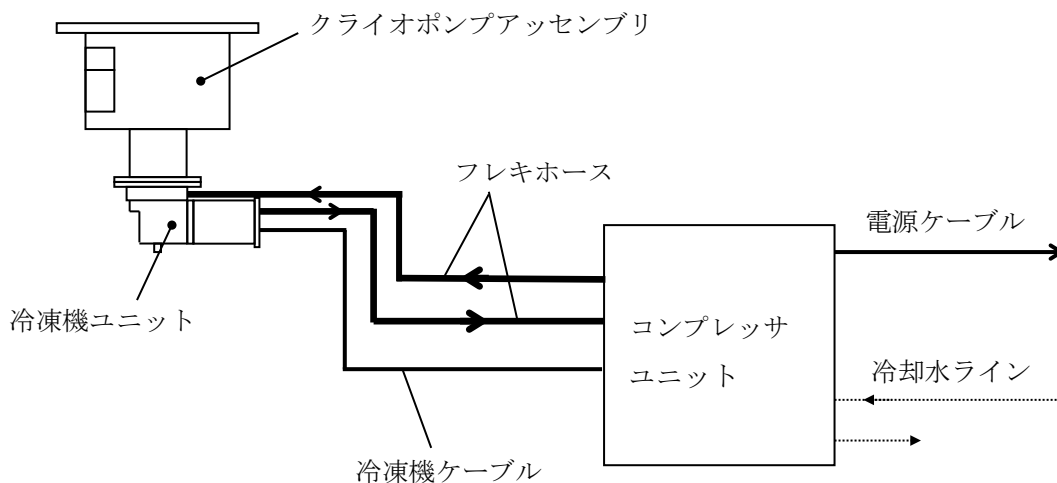 クライオポンプアッセンブリ
フレキホース
電源ケーブル
冷凍機ユニット
コンプレッサ
ユニット
冷却水ライン
冷凍機ケーブル